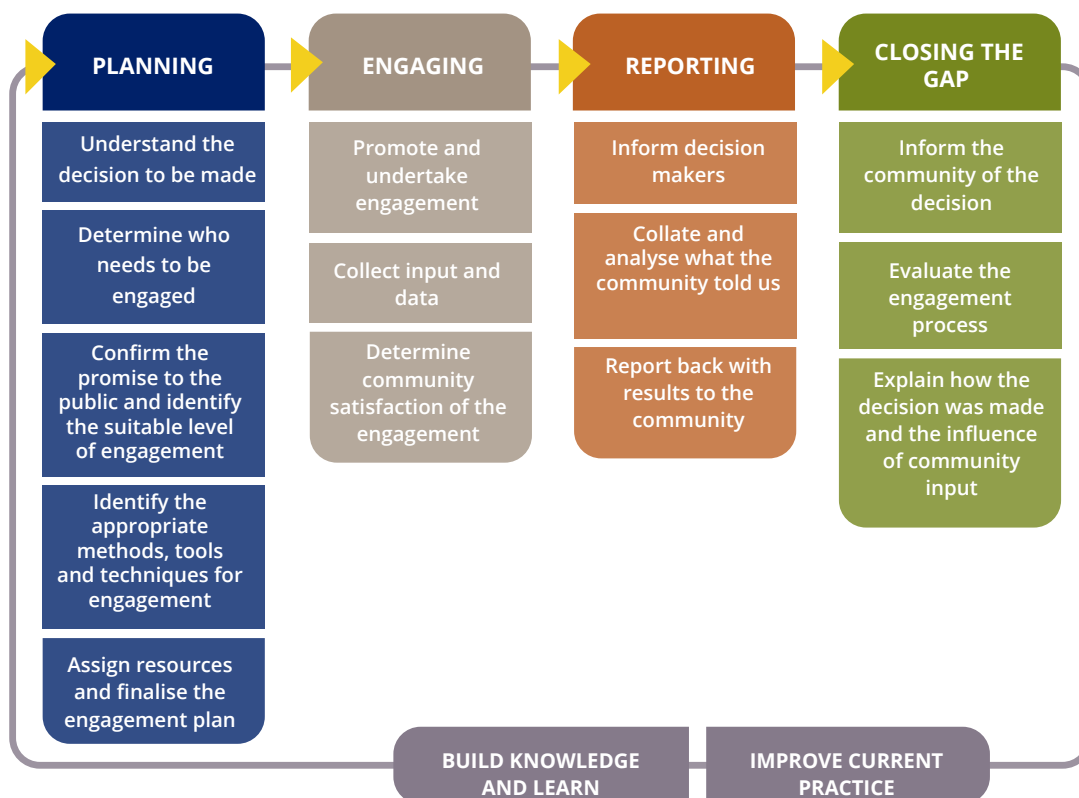 PLANNING
Understand the
decision to be made
Determine who
needs to be
engaged
Confirm the
promise to the
public and identify
the suitable level
of engagement
Identify the
appropriate
methods, tools
and techniques for
engagement
Assign resources
and finalise the
engagement plan
ENGAGING
Promote and
undertake
engagement
Collect input and
data
Determine
community
satisfaction of the
engagement
REPORTING
Inform decision
makers
Collate and
analyse what the
community told us
Report back with
results to the
community
CLOSING THE
GAP
Inform the
community of the
decision
Evaluate the
engagement
process
Explain how the
decision was made
and the influence
of community
input
BUILD KNOWLEDGE
AND LEARN
IMPROVE CURRENT
PRACTICE